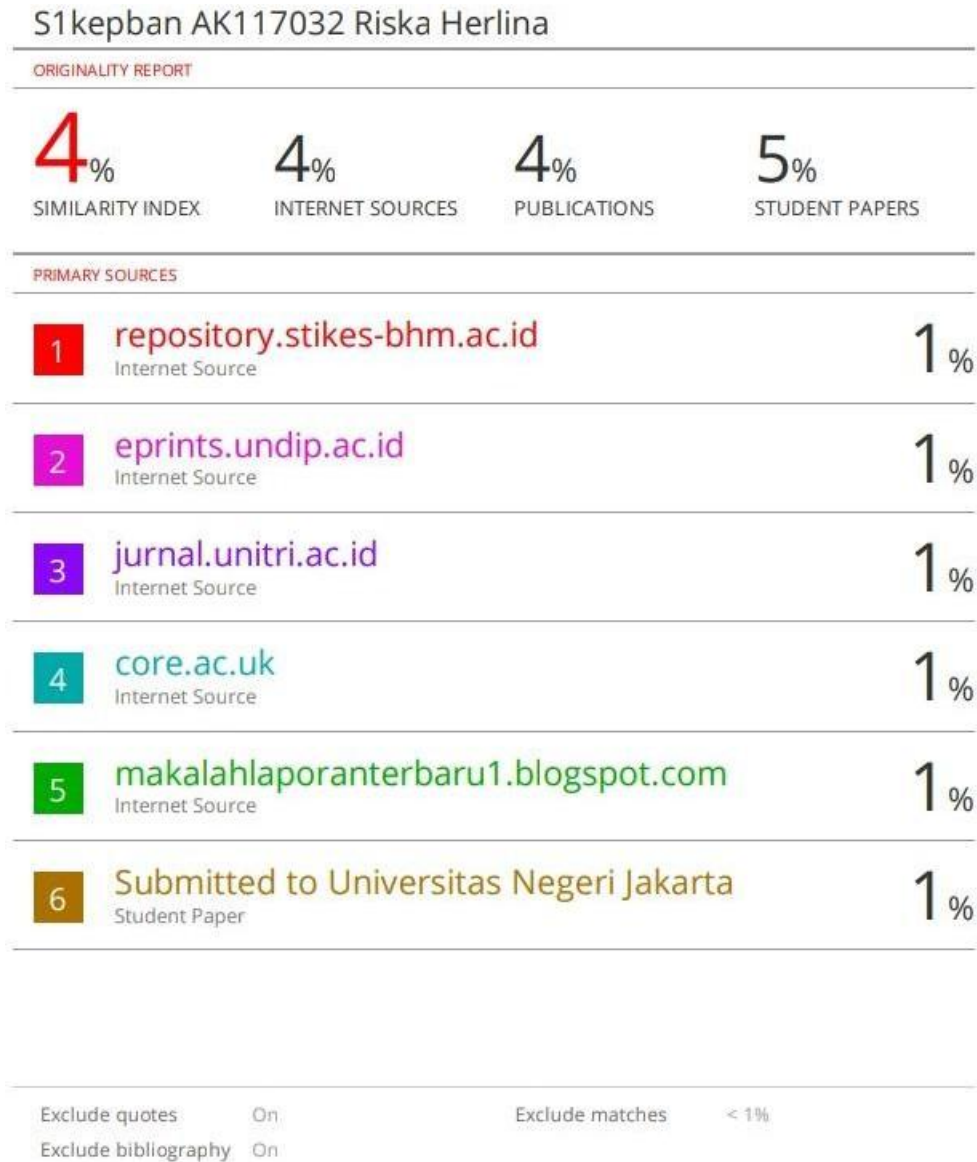 S1kepban AK117032 Riska Herlina
ORIGINALITY REPORT
4% 4% 4% 5%
SIMILARITY INDEX INTERNET SOURCES PUBLICATIONS STUDENT PAPERS
PRIMARY SOURCES
1 repository.stikes-bhm.ac.id 1%
Internet Source
2 eprints.undip.ac.id 1%
Internet Source
3 jurnal.unitri.ac.id 1%
Internet Source
4 core.ac.uk 1%
Internet Source
5 makalahlaporanterbaru1.blogspot.com 1%
Internet Source
6 Submitted to Universitas Negeri Jakarta 1%
Student Paper
Exclude quotes On Exclude matches < 1%
Exclude bibliography On